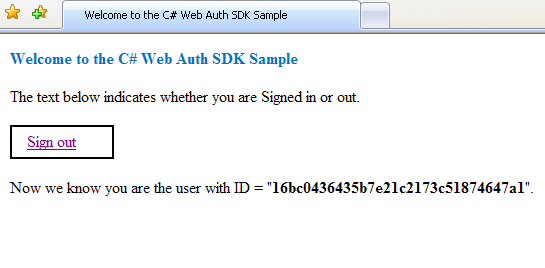 Welcome to the C# Web Auth SDK Sample
Welcome to the C# Web Auth SDK Sample
The text below indicates whether you are Signed in or out.
Sign out
Now we know you are the user with ID = "16bc0436435b7e21c2173c51874647a1".